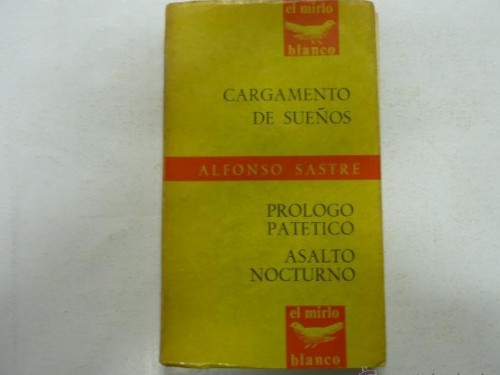 el mirlo
blanco
CARGAMENTO
DE SUEÑOS
ALFONSO SASTRE
PROLOGO
PATETICO
ASALTO
NOCTURNO
el mirlo
blanco